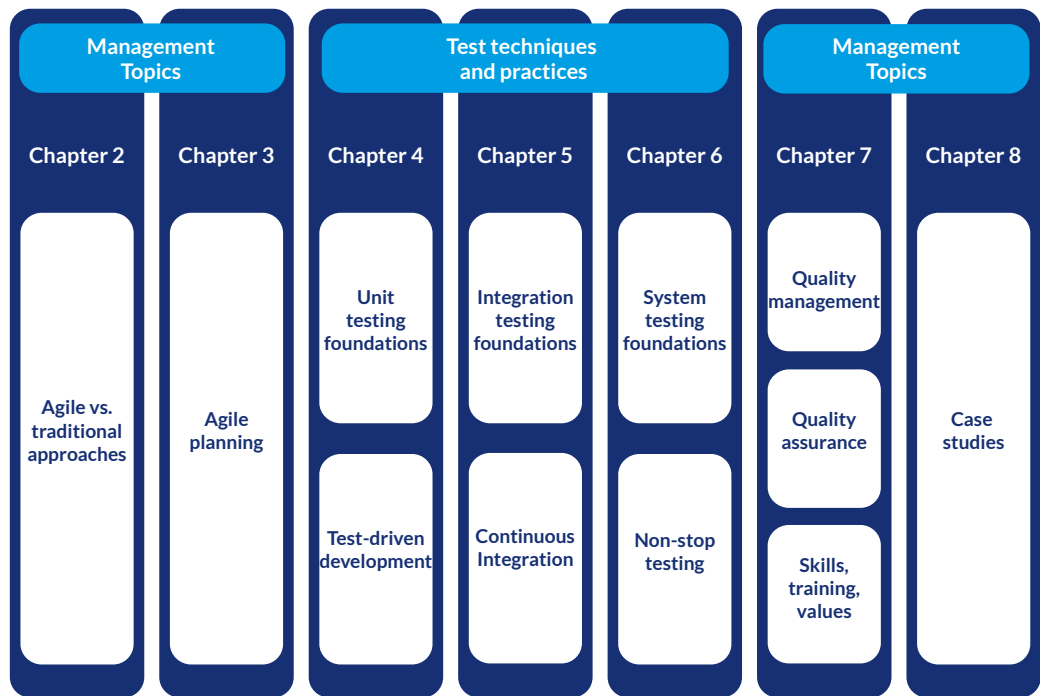 Management
Topics
Test techniques
and practices
Management
Topics
Chapter 2
Chapter 3
Chapter 4
Chapter 5
Chapter 6
Chapter 7
Chapter 8
Agile vs.
traditional
approaches
Agile
planning
Unit
testing
foundations
Test-driven
development
Integration
testing
foundations
Continuous
Integration
System
testing
foundations
Non-stop
testing
Quality
management
Quality
assurance
Skills,
training,
values
Case
studies